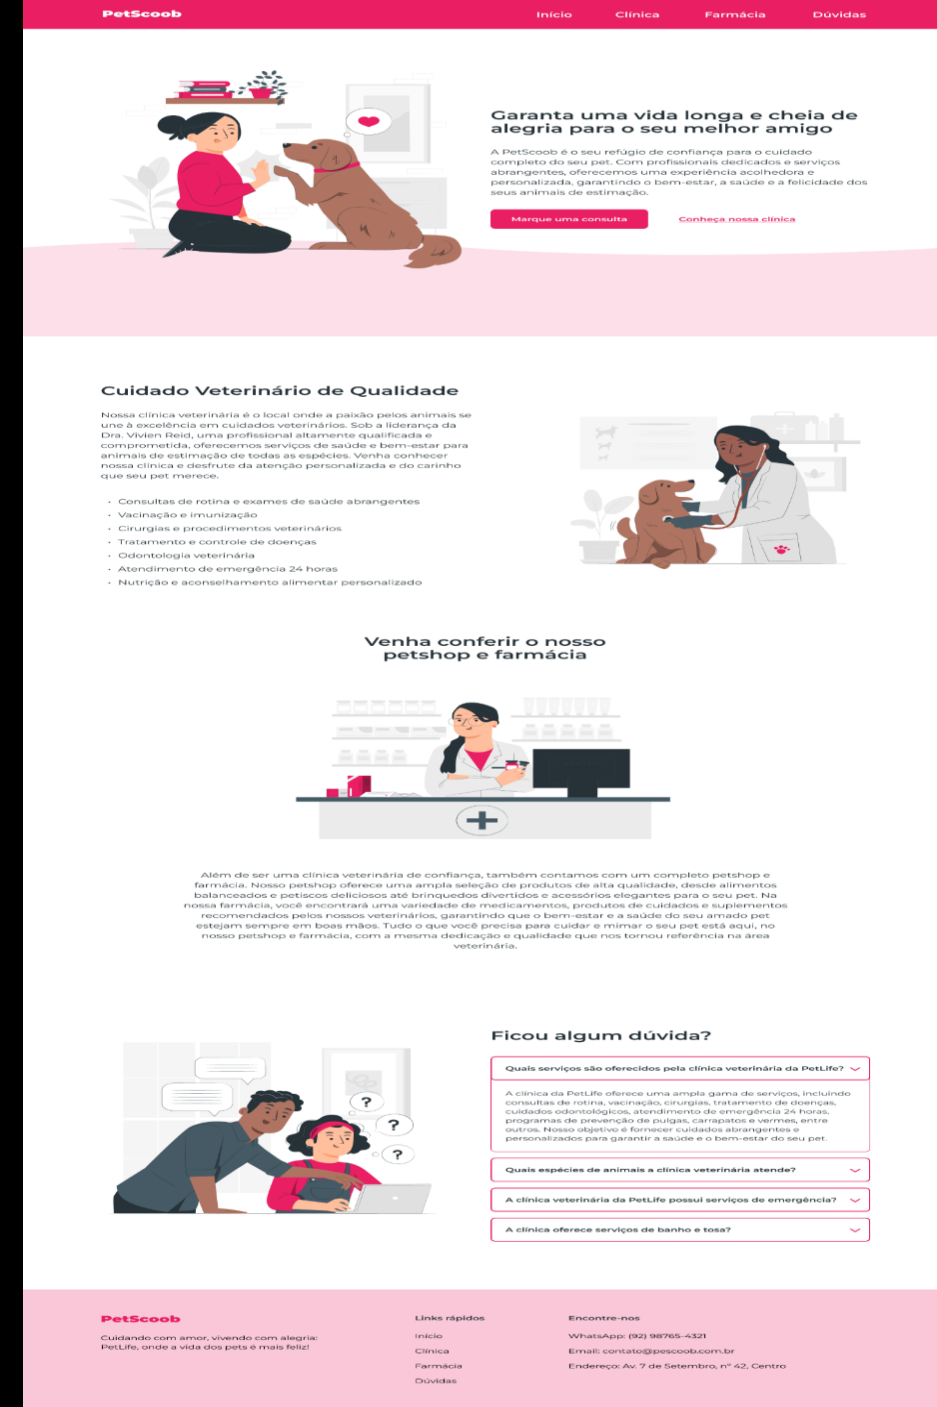 PetScoob
Início
Clínica
Farmácia
Dúvidas
Garanta uma vida longa e cheia de
alegria para o seu melhor amigo
A PetScoob é o seu refúgio de confiança para o cuidado
completo do seu pet. Com profissionais dedicados e serviços
abrangentes, oferecemos uma experiência acolhedora e
personalizada, garantindo o bem-estar, a saúde e a felicidade dos
seus animais de estimação.
Marque uma consulta
Conheça nossa clínica
Cuidado Veterinário de Qualidade
Nossa clínica veterinária é o local onde a paixão pelos animais se
une à excelência em cuidados veterinários. Sob a liderança da
Dra. Vivien Reid, uma profissional altamente qualificada e
comprometida, oferecemos serviços de saúde e bem-estar para
animais de estimação de todas as espécies. Venha conhecer
nossa clínica e desfrute da atenção personalizada e do carinho
que seu pet merece.
• Consultas de rotina e exames de saúde abrangentes
• Vacinação e imunização
• Cirurgias e procedimentos veterinários
• Tratamento e controle de doenças
• Odontologia veterinária
• Atendimento de emergência 24 horas
• Nutrição e aconselhamento alimentar personalizado
Venha conferir o nosso
petshop e farmácia
Além de ser uma clínica veterinária de confiança, também contamos com um completo petshop e
farmácia. Nosso petshop oferece uma ampla seleção de produtos de alta qualidade, desde alimentos
balanceados e petiscos deliciosos até brinquedos divertidos e acessórios elegantes para o seu pet. Na
nossa farmácia, você encontrará uma variedade de medicamentos, produtos de cuidados e suplementos
recomendados pelos nossos veterinários, garantindo que o bem-estar e a saúde do seu amado pet
estejam sempre em boas mãos. Tudo o que você precisa para cuidar e mimar o seu pet está aqui, no
nosso petshop e farmácia, com a mesma dedicação e qualidade que nos tornou referência na área
veterinária.
?
?
?
Ficou algum dúvida?
Quais serviços são oferecidos pela clínica veterinária da PetLife?
A clínica da PetLife oferece uma ampla gama de serviços, incluindo
consultas de rotina, vacinação, cirurgias, tratamento de doenças,
cuidados odontológicos, atendimento de emergência 24 horas,
programas de prevenção de pulgas, carrapatos e vermes, entre
outros. Nosso objetivo é fornecer cuidados abrangentes e
personalizados para garantir a saúde e o bem-estar do seu pet.
Quais espécies de animais a clínica veterinária atende?
A clínica veterinária da PetLife possui serviços de emergência?
A clínica oferece serviços de banho e tosa?
PetScoob
Cuidando com amor, vivendo com alegria:
PetLife, onde a vida dos pets é mais feliz!
Links rápidos
Início
Clínica
Farmácia
Dúvidas
Encontre-nos
WhatsApp: (92) 98765-4321
Email: contato@pescoob.com.br
Endereço: Av. 7 de Setembro, n° 42, Centro